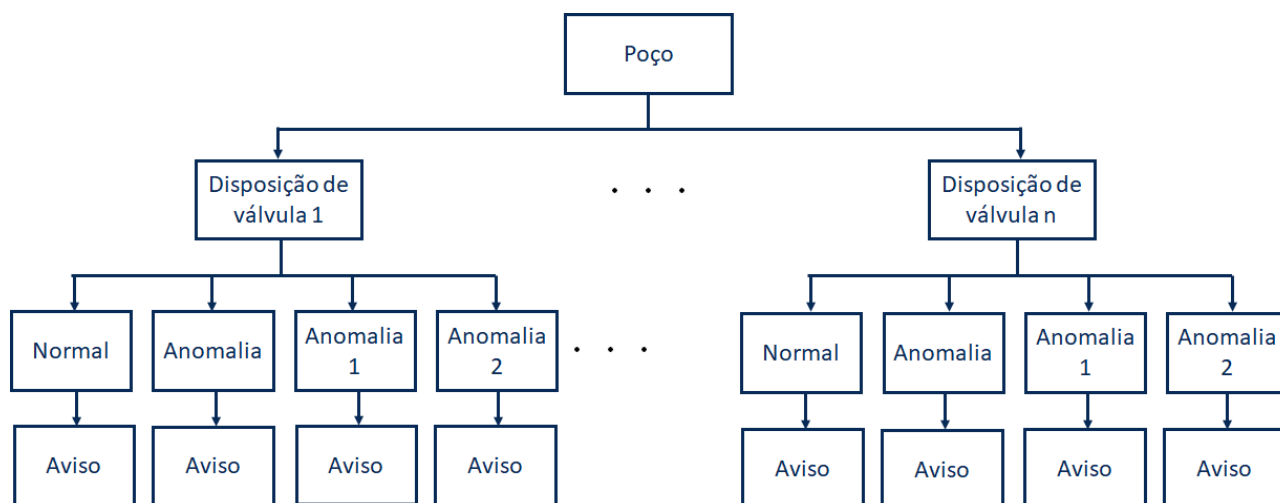 Poço
Disposição de
válvula 1
. . .
Disposição de
válvula n
Normal
Anomalia
Anomalia
1
Anomalia
2
. . .
Normal
Anomalia
Anomalia
1
Anomalia
2
Aviso
Aviso
Aviso
Aviso
Aviso
Aviso
Aviso
Aviso